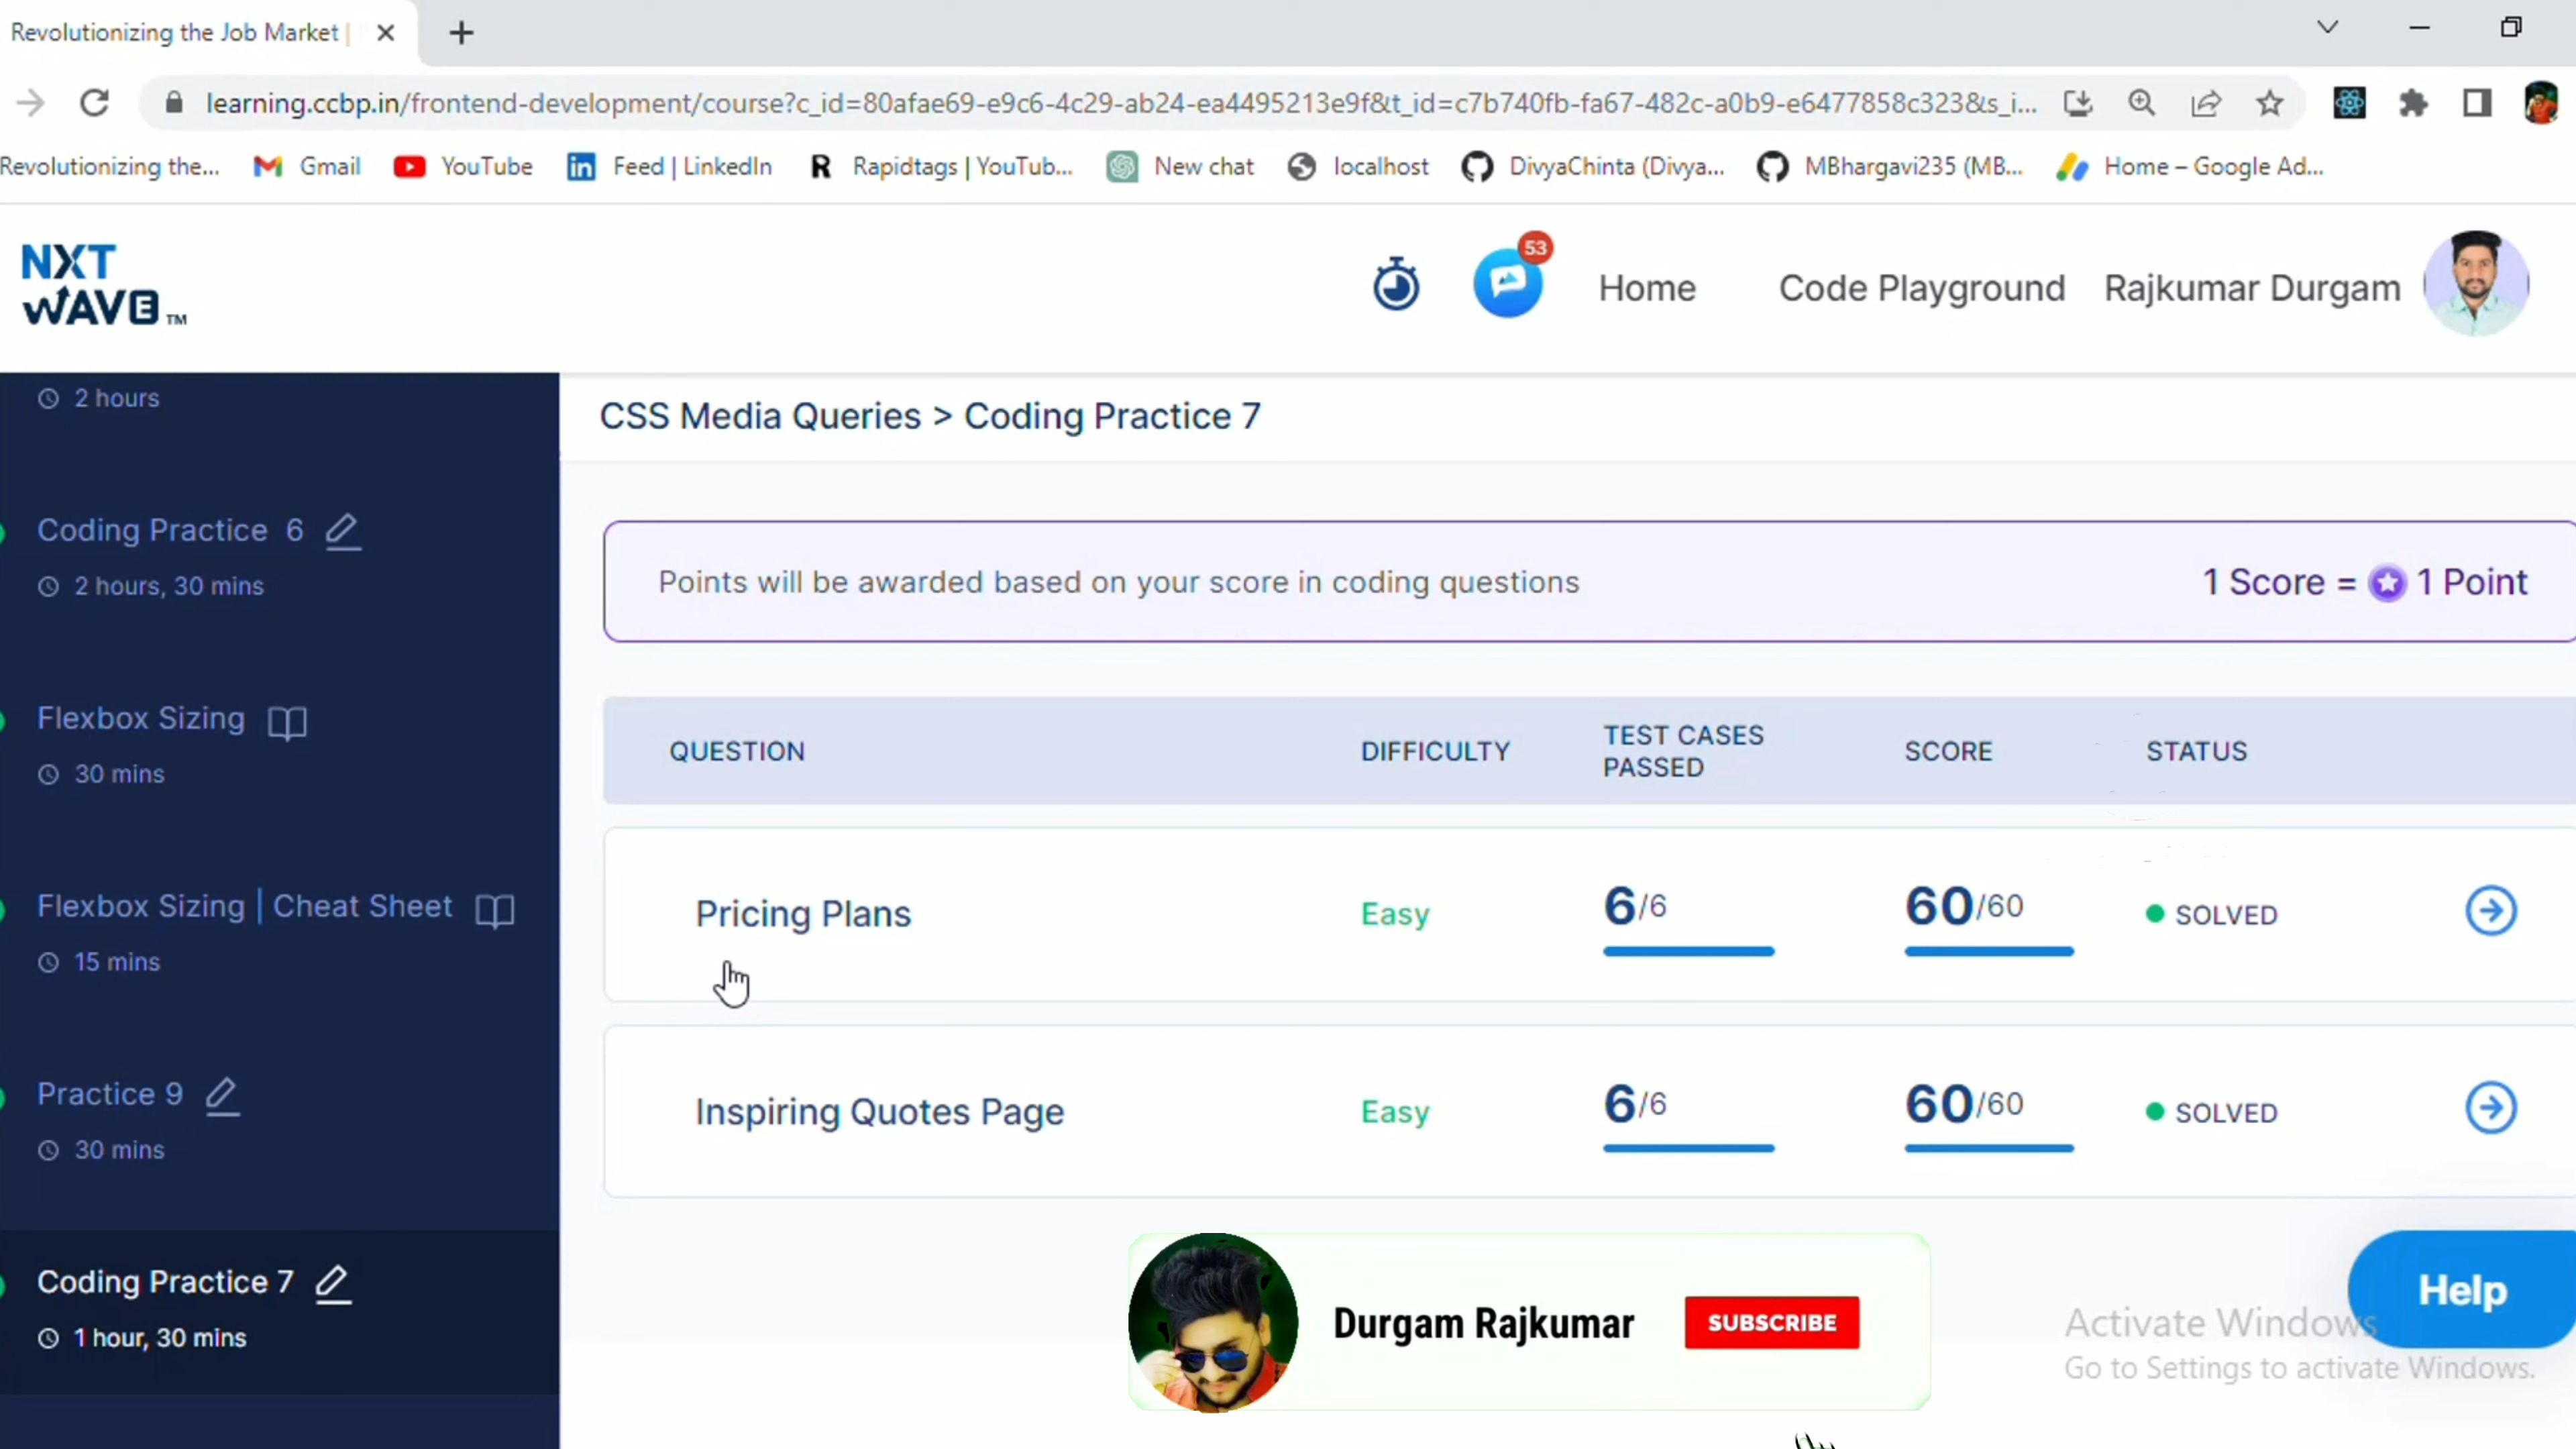 Revolutionizing the Job Market |
learning.ccbp.in/frontend-development/course?c_id=80afae69-e9c6-4c29-ab24-ea4495213e9f&t_id=c7b740fb-fa67-482c-a0b9-e6477858c323&s_i...
Revolutionizing the... Gmail YouTube Feed | LinkedIn Rapidtags | YouTub... New chat localhost DivyaChinta (Divya... MBhargavi235 (MB... Home – Google Ad...
NXT
WAVE TM
53
Home Code Playground Rajkumar Durgam
2 hours
Coding Practice 6
2 hours, 30 mins
Flexbox Sizing
30 mins
Flexbox Sizing | Cheat Sheet
15 mins
Practice 9
30 mins
Coding Practice 7
1 hour, 30 mins
CSS Media Queries > Coding Practice 7
Points will be awarded based on your score in coding questions 1 Score = 1 Point
QUESTION DIFFICULTY TEST CASES PASSED SCORE STATUS
Pricing Plans Easy 6/6 60/60 SOLVED
Inspiring Quotes Page Easy 6/6 60/60 SOLVED
Durgam Rajkumar SUBSCRIBE
Help
Activate Windows
Go to Settings to activate Windows.